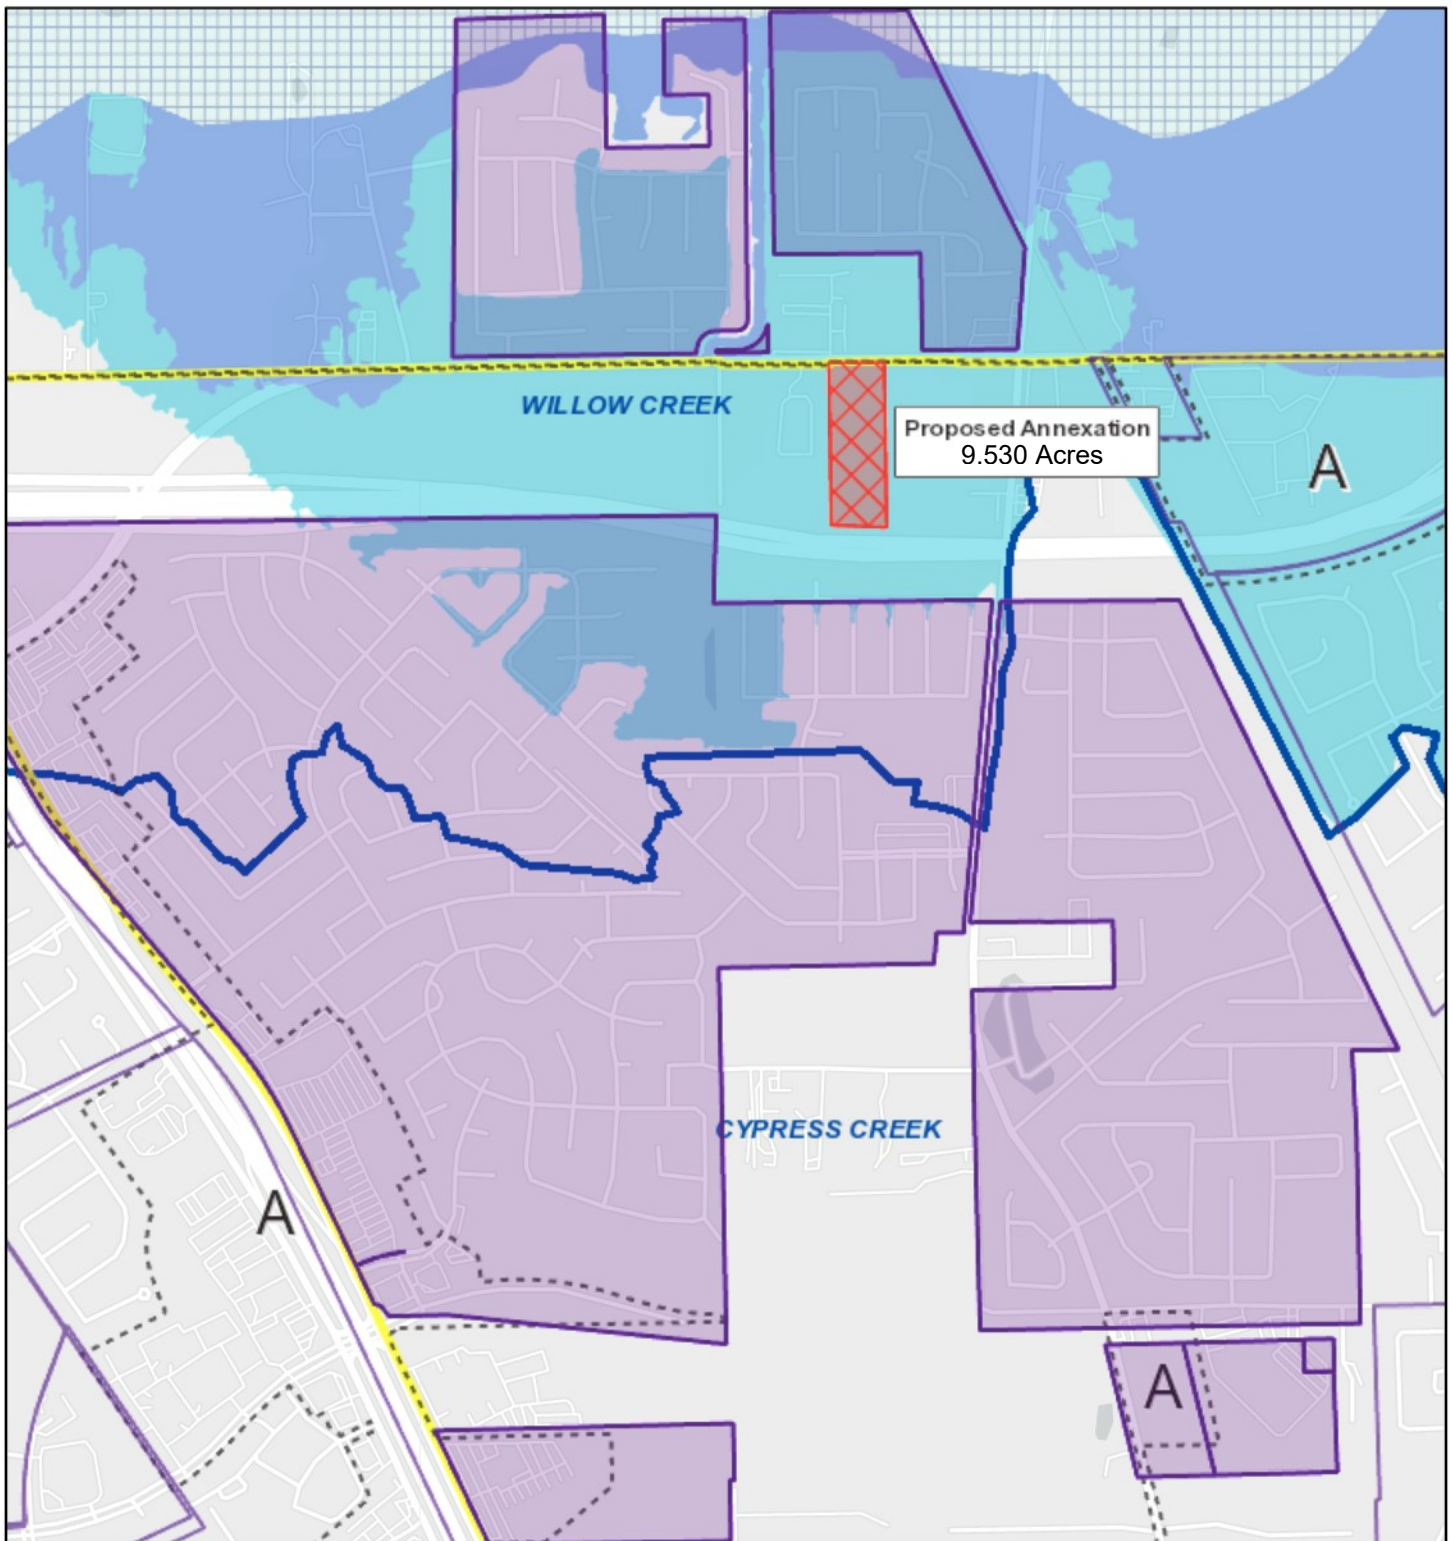 WILLOW CREEK
Proposed Annexation
9.530 Acres
A
CYPRESS CREEK
A
A